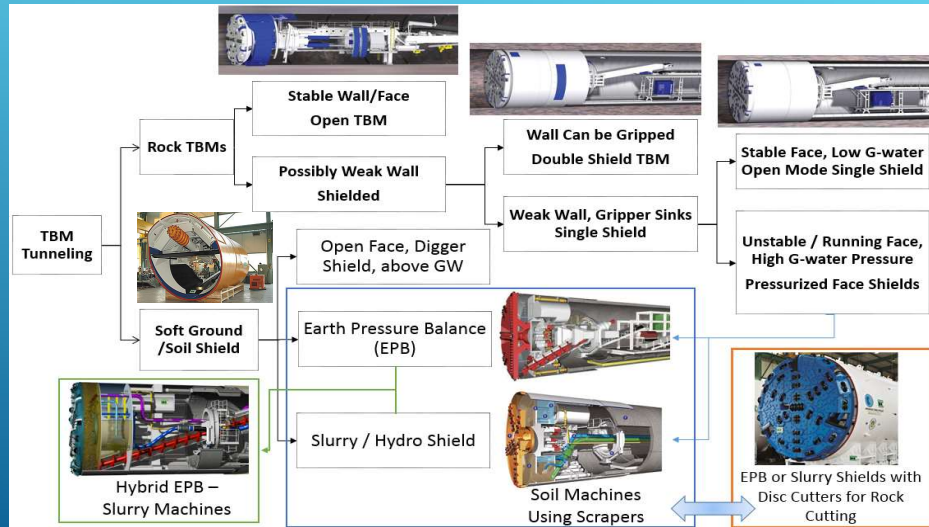 Stable Wall/Face
Open TBM
Rock TBMs
Possibly Weak Wall
Shielded
Wall Can be Gripped
Double Shield TBM
Weak Wall, Gripper Sinks
Single Shield
Stable Face, Low G-water
Open Mode Single Shield
Unstable / Running Face,
High G-water Pressure
Pressurized Face Shields
TBM
Tunneling
Open Face, Digger
Shield, above GW
Soft Ground
/Soil Shield
Earth Pressure Balance
(EPB)
Slurry / Hydro Shield
Hybrid EPB –
Slurry Machines
Soil Machines
Using Scrapers
EPB or Slurry Shields with
Disc Cutters for Rock
Cutting